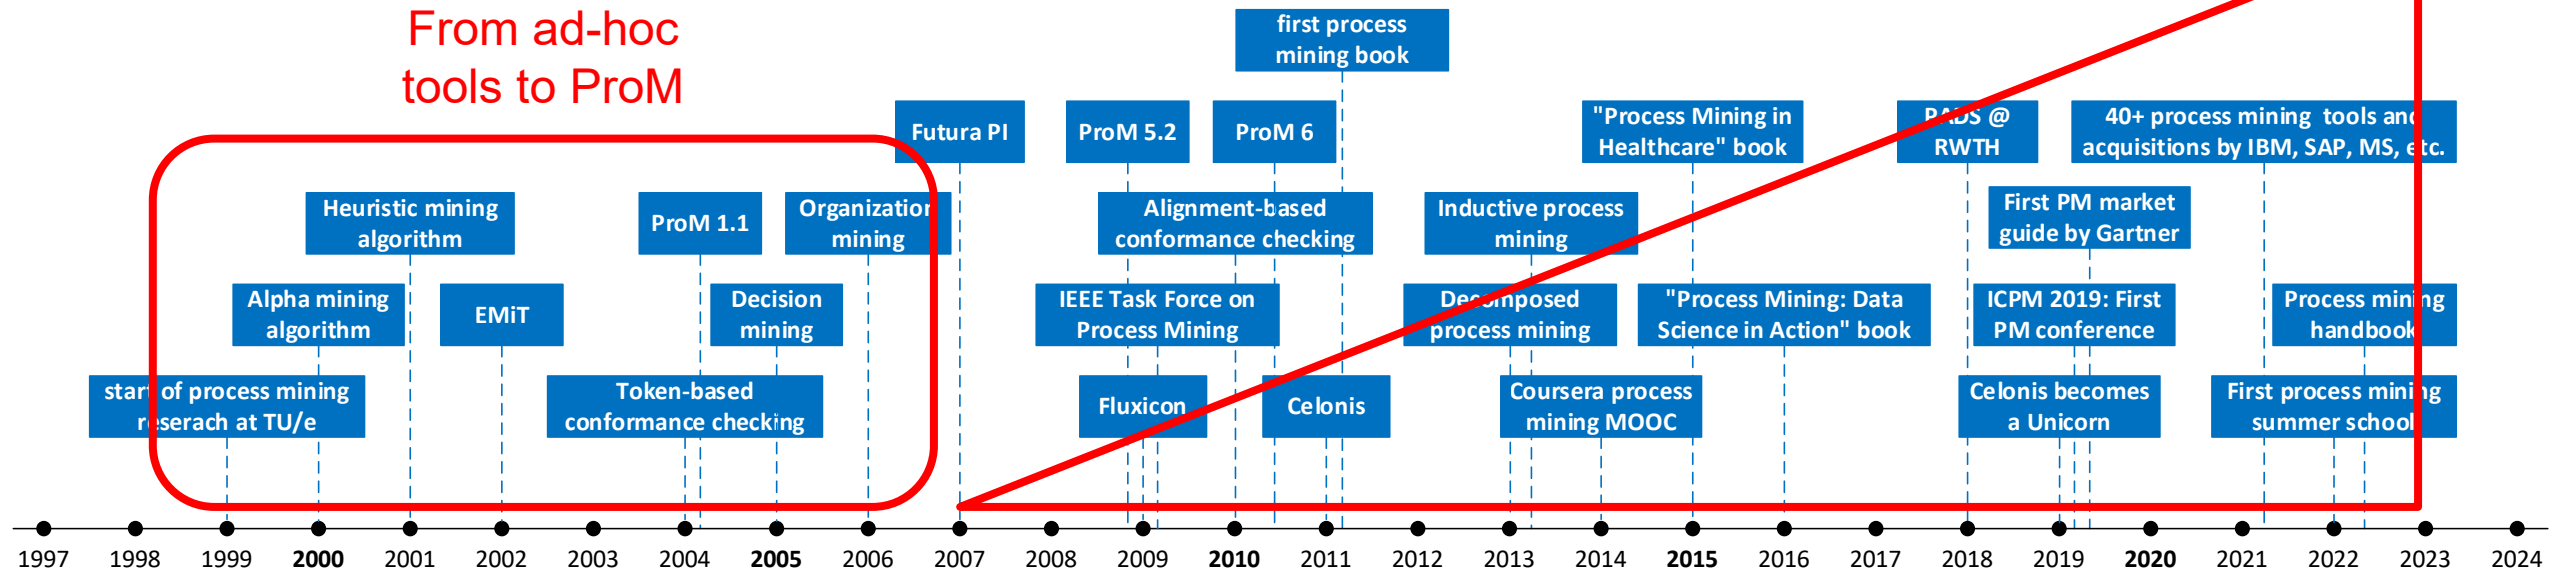 From ad-hoc
tools to ProM
first process
mining book
Futura PI
ProM 5.2
ProM 6
"Process Mining in
Healthcare" book
PADS @
RWTH
40+ process mining tools and
acquisitions by IBM, SAP, MS, etc.
Heuristic mining
algorithm
ProM 1.1
Organization
mining
Alignment-based
conformance checking
Inductive process
mining
First PM market
guide by Gartner
Alpha mining
algorithm
EMiT
Decision
mining
IEEE Task Force on
Process Mining
Decomposed
process mining
"Process Mining: Data
Science in Action" book
ICPM 2019: First
PM conference
Process mining
handbook
start of process mining
reserach at TU/e
Token-based
conformance checking
Fluxicon
Celonis
Coursera process
mining MOOC
Celonis becomes
a Unicorn
First process mining
summer school
1997 1998 1999 2000 2001 2002 2003 2004 2005 2006 2007 2008 2009 2010 2011 2012 2013 2014 2015 2016 2017 2018 2019 2020 2021 2022 2023 2024